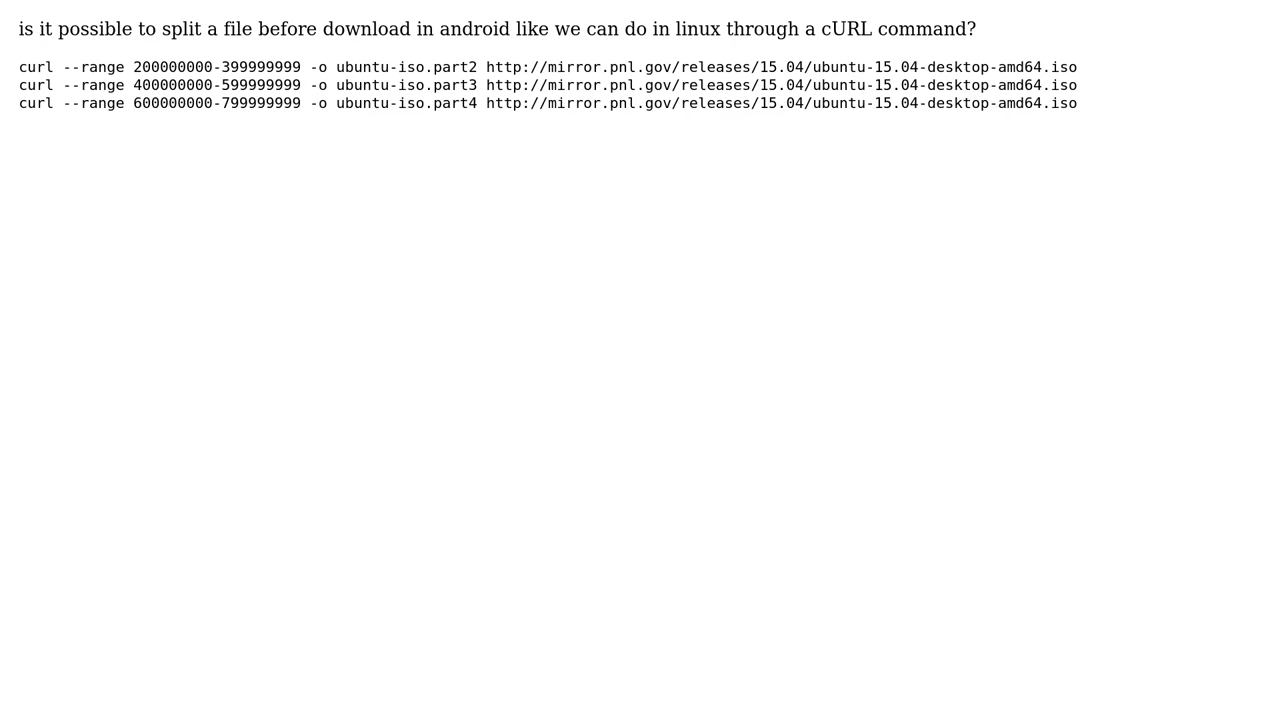 is it possible to split a file before download in android like we can do in linux through a cURL command?
curl --range 200000000-399999999 -o ubuntu-iso.part2 http://mirror.pnl.gov/releases/15.04/ubuntu-15.04-desktop-amd64.iso
curl --range 400000000-599999999 -o ubuntu-iso.part3 http://mirror.pnl.gov/releases/15.04/ubuntu-15.04-desktop-amd64.iso
curl --range 600000000-799999999 -o ubuntu-iso.part4 http://mirror.pnl.gov/releases/15.04/ubuntu-15.04-desktop-amd64.iso